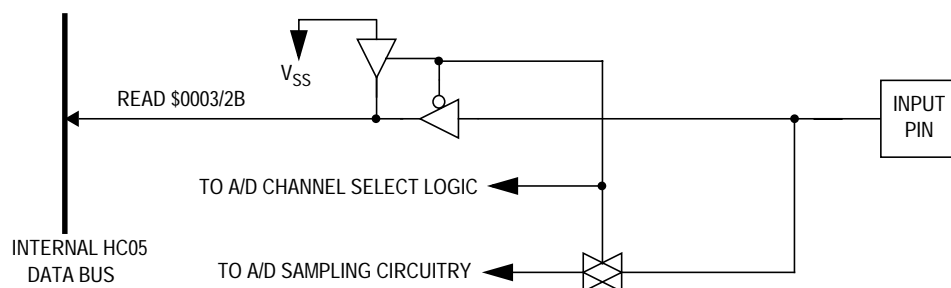 V_SS
READ $0003/2B
INPUT
PIN
TO A/D CHANNEL SELECT LOGIC
INTERNAL HC05
DATA BUS
TO A/D SAMPLING CIRCUITRY